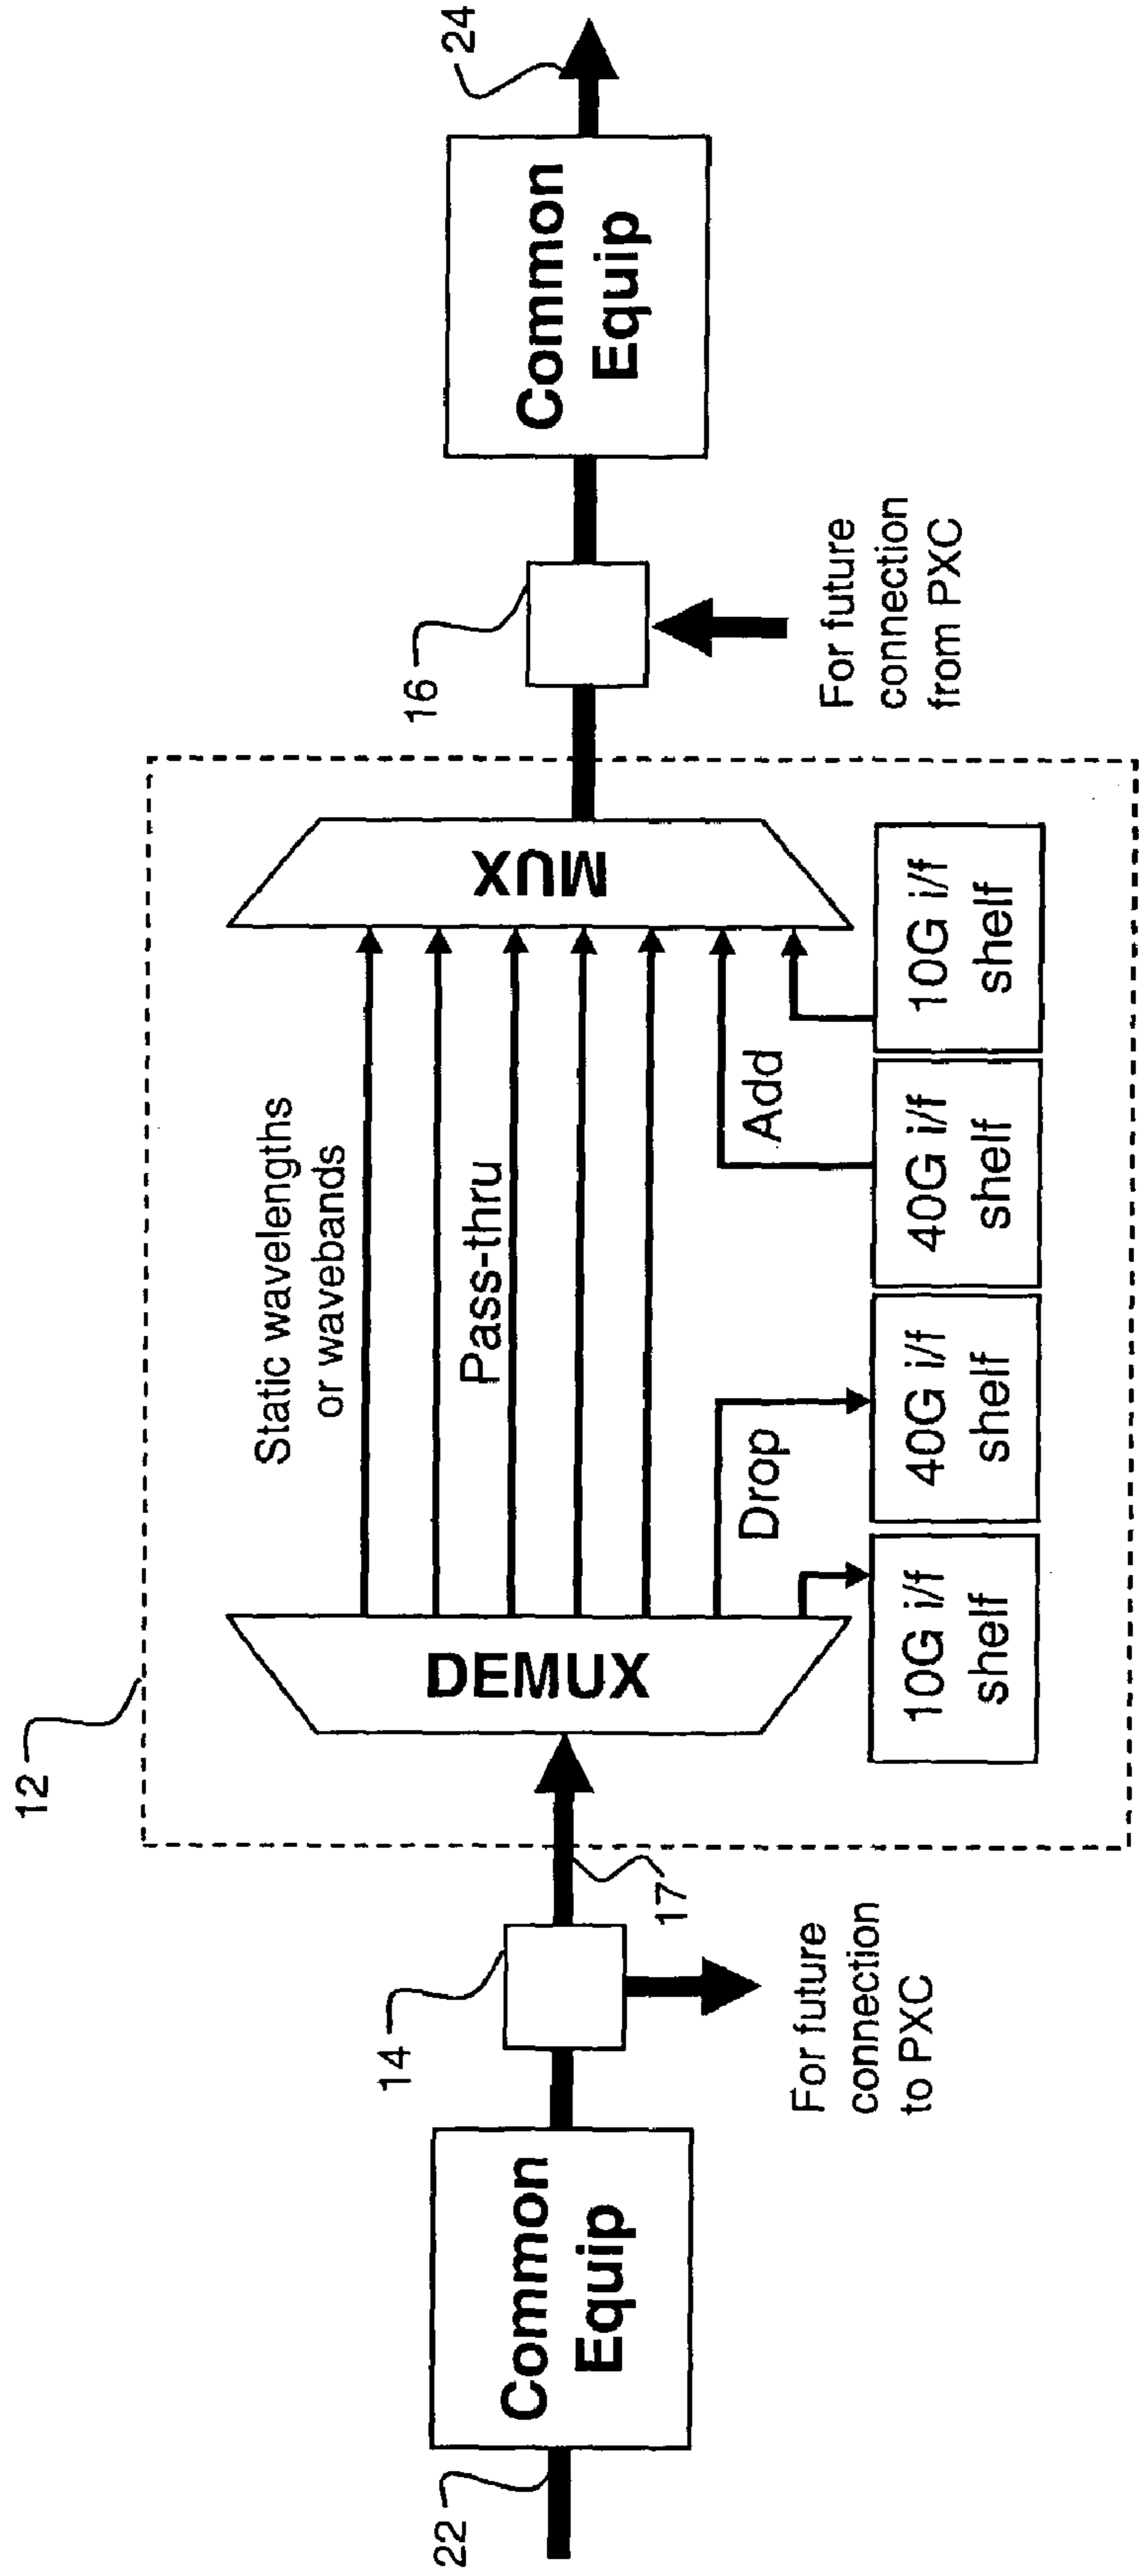 12
22
Common
Equip
14
For future
connection
to PXC
17
DEMUX
Static wavelengths
or wavebands
Pass-thru
Drop
Add
10G i/f
shelf
40G i/f
shelf
40G i/f
shelf
10G i/f
shelf
MUX
16
For future
connection
from PXC
Common
Equip
24